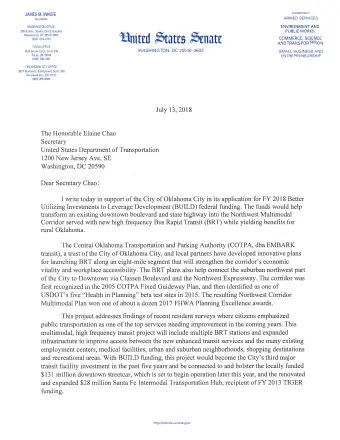 JAMES M. INHOFE
OKLAHOMA
United States Senate
WASHINGTON, DC 20510-3603
COMMITTEES:
ARMED SERVICES
ENVIRONMENT AND
PUBLIC WORKS
COMMERCE, SCIENCE,
AND TRANSPORTATION
SMALL BUSINESS AND
ENTREPRENEURSHIP
July 13, 2018
The Honorable Elaine Chao
Secretary
United States Department of Transportation
1200 New Jersey Ave, SE
Washington, DC 20590
Dear Secretary Chao:
I write today in support of the City of Oklahoma City in its application for FY 2018 Better
Utilizing Investments to Leverage Development (BUILD) federal funding. The funds would help
transform an existing downtown boulevard and state highway into the Northwest Multimodal
Corridor served with new high frequency Bus Rapid Transit (BRT) while yielding benefits for
rural Oklahoma.
The Central Oklahoma Transportation and Parking Authority (COTPA, dba EMBARK
transit), a trust of the City of Oklahoma City, and local partners have developed innovative plans
for launching BRT along an eight-mile segment that will strengthen the corridor's economic
vitality and workplace accessibility. The BRT plans also help connect the suburban northwest part
of the City to Downtown via Classen Boulevard and the Northwest Expressway. The corridor was
first recognized in the 2005 COTPA Fixed Guideway Plan, and then identified as one of
USDOT's five "Health in Planning" beta test sites in 2015. The resulting Northwest Corridor
Multimodal Plan won one of about a dozen 2017 FHWA Planning Excellence awards.
This project addresses findings of recent resident surveys where citizens emphasized
public transportation as one of the top services needing improvement in the coming years. This
multimodal, high frequency transit project will include multiple BRT stations and expanded
infrastructure to improve access between the new enhanced transit services and the many existing
employment centers, medical facilities, urban and suburban neighborhoods, shopping destinations
and recreational areas. With BUILD funding, this project would become the City's third major
transit facility investment in the past five years and be connected to and bolster the locally funded
$131 million downtown streetcar, which is set to begin operation later this year, and the renovated
and expanded $28 million Santa Fe Intermodal Transportation Hub, recipient of FY 2013 TIGER
funding.